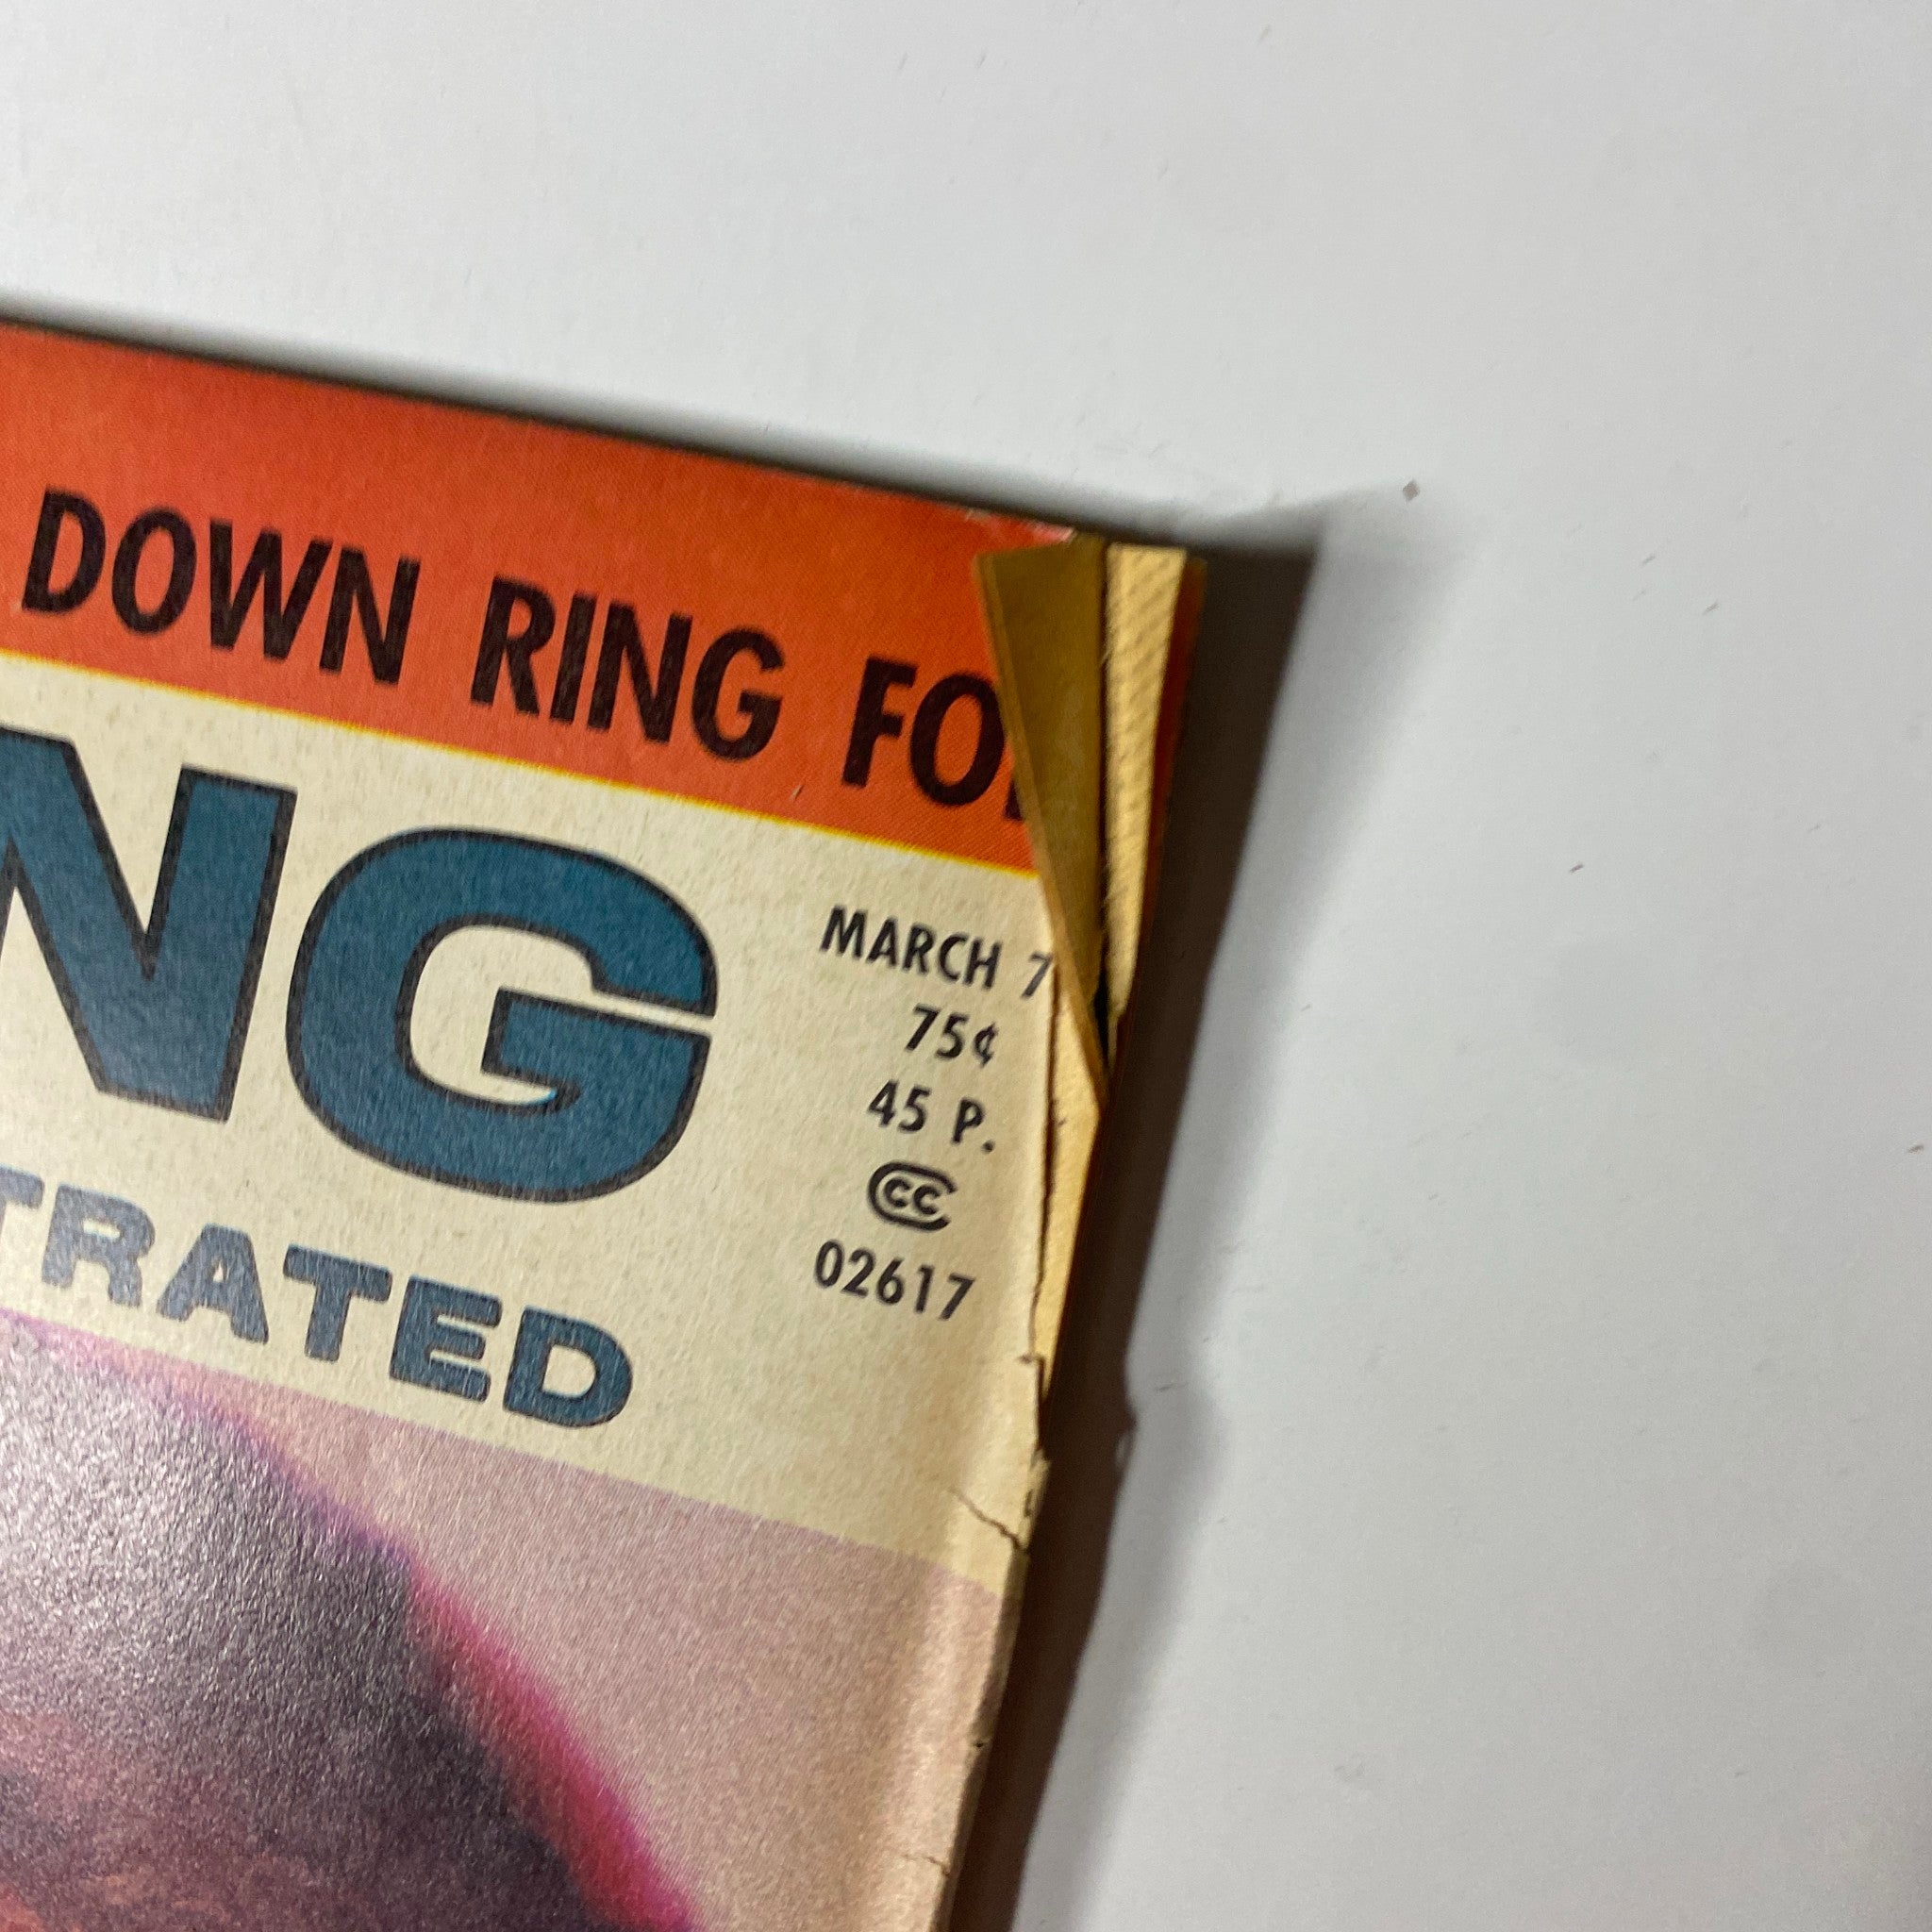 DOWN RING FO
NG
MARCH 7
75¢
45 P.
CC
02617
TRATED